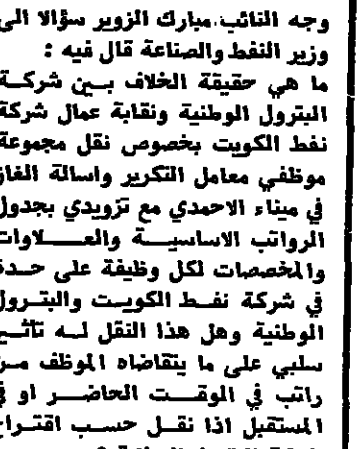 وجه النائب مبارك الزوير سؤالا الى
وزير النفط والصناعة قال فيه :
ما هي حقيقة الخلاف بين شركة
البترول الوطنية ونقابة عمال شركة
نفط الكويت بخصوص نقل مجموعة
موظفي معامل التكرير واسالة الغاز
في ميناء الاحمدي مع تزويدي بجدول
الرواتب الاساسية والعلاوات
والمخصصات لكل وظيفة على حدة
في شركة نفط الكويت والبترول
الوطنية وهل هذا النقل له تأثير
سلبي على ما يتقاضاه الموظف من
راتب في الوقت الحاضر او في
المستقبل اذا نقل حسب اقتراح